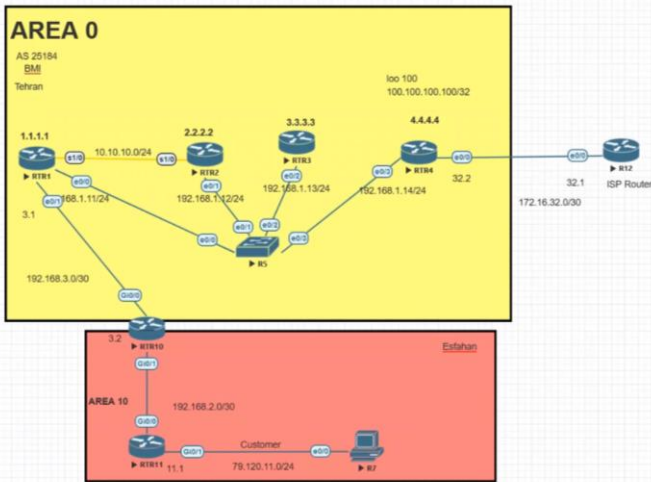 AREA 0
AS 25184
BMI
Tehran
loo 100
100.100.100.100/32
1.1.1.1
2.2.2.2
3.3.3.3
4.4.4.4
s1/0
10.10.10.0/24
s1/0
RTR1
RTR2
RTR3
RTR4
e0/0
e0/0
R12
e0/0
e0/1
e0/2
e0/3
32.2
32.1
ISP Router
168.1.11/24
192.168.1.12/24
192.168.1.13/24
192.168.1.14/24
172.16.32.0/30
e0/1
3.1
e0/0
e0/1
e0/2
e0/3
R5
192.168.3.0/30
Gi0/0
3.2
RTR10
Esfahan
Gi0/1
AREA 10
192.168.2.0/30
Gi0/0
Customer
Gi0/1
e0/0
RTR11
11.1
79.120.11.0/24
R7